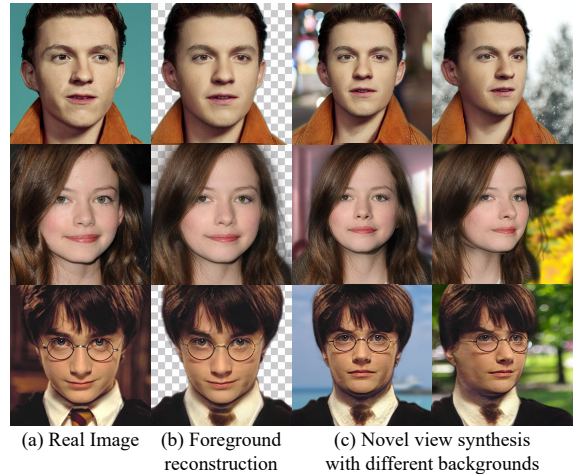 (a) Real Image
(b) Foreground
reconstruction
(c) Novel view synthesis
with different backgrounds